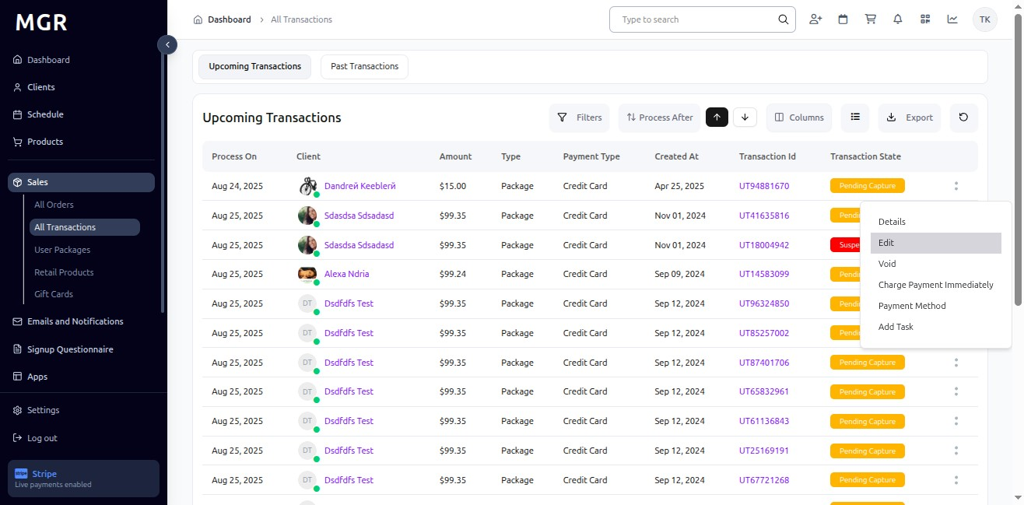 MGR
Dashboard
Clients
Schedule
Products
Sales
All Orders
All Transactions
User Packages
Retail Products
Gift Cards
Emails and Notifications
Signup Questionnaire
Apps
Settings
Log out
Stripe
Live payments enabled
Dashboard > All Transactions
Type to search
TK
Upcoming Transactions Past Transactions
Upcoming Transactions
Filters Process After Columns Export
Process On Client Amount Type Payment Type Created At Transaction Id Transaction State
Aug 24, 2025 Dandreй Keeblerй $15.00 Package Credit Card Apr 25, 2025 UT94881670 Pending Capture
Aug 25, 2025 Sdasdsa Sdsadasd $99.35 Package Credit Card Nov 01, 2024 UT41635816
Aug 25, 2025 Sdasdsa Sdsadasd $99.35 Package Credit Card Nov 01, 2024 UT18004942
Aug 25, 2025 Alexa Ndria $99.24 Package Credit Card Sep 09, 2024 UT14583099
Aug 25, 2025 DT Dsdfdfs Test $99.35 Package Credit Card Sep 12, 2024 UT96324850
Aug 25, 2025 DT Dsdfdfs Test $99.35 Package Credit Card Sep 12, 2024 UT85257002
Aug 25, 2025 DT Dsdfdfs Test $99.35 Package Credit Card Sep 12, 2024 UT87401706 Pending Capture
Aug 25, 2025 DT Dsdfdfs Test $99.35 Package Credit Card Sep 12, 2024 UT65832961 Pending Capture
Aug 25, 2025 DT Dsdfdfs Test $99.35 Package Credit Card Sep 12, 2024 UT61136843 Pending Capture
Aug 25, 2025 DT Dsdfdfs Test $99.35 Package Credit Card Sep 12, 2024 UT25169191 Pending Capture
Aug 25, 2025 DT Dsdfdfs Test $99.35 Package Credit Card Sep 12, 2024 UT67721268 Pending Capture
Details
Edit
Void
Charge Payment Immediately
Payment Method
Add Task